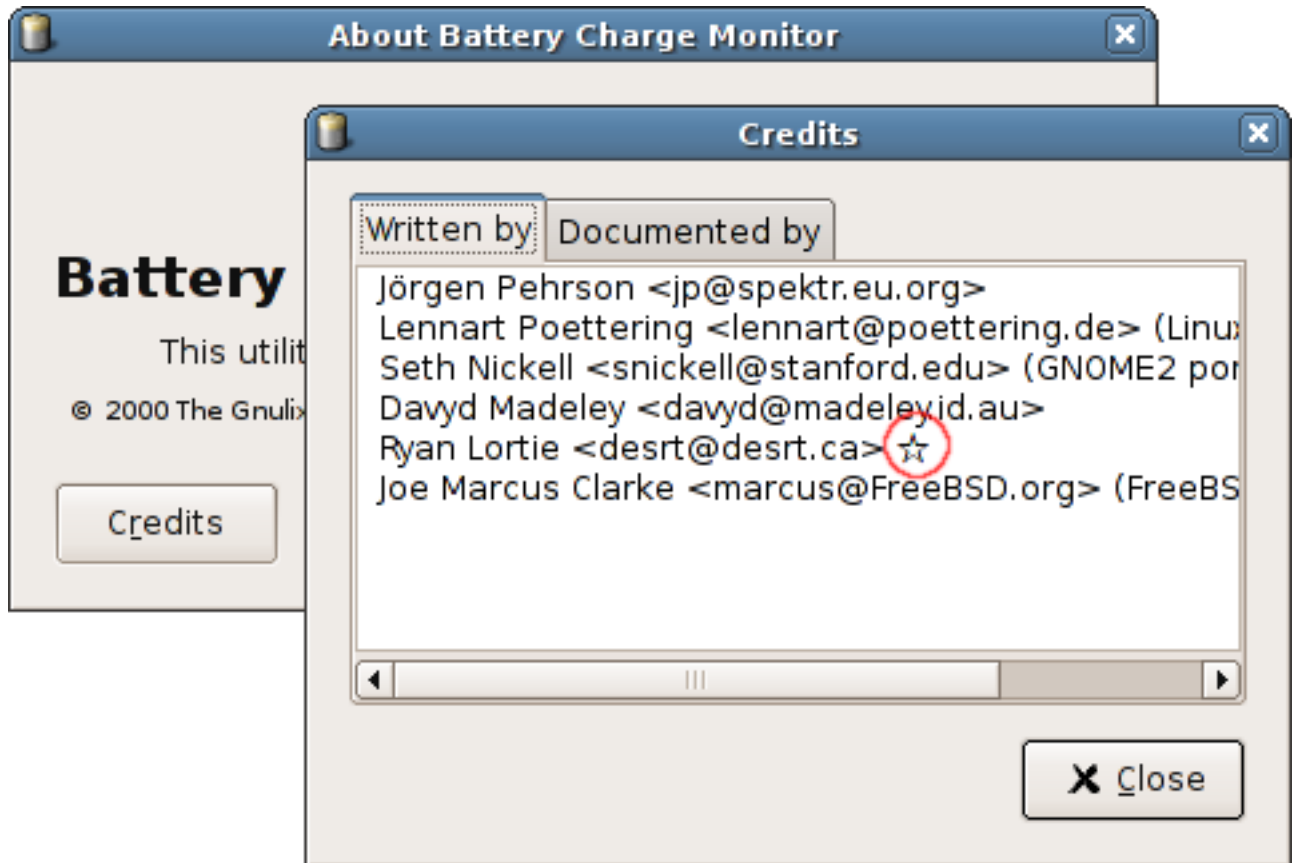 About Battery Charge Monitor
Credits
Written by
Documented by
Battery
This utilit
© 2000 The Gnulix
Credits
Jörgen Pehrson <jp@spektr.eu.org>
Lennart Poettering <lennart@poettering.de> (Linux
Seth Nickell <snickell@stanford.edu> (GNOME2 por
Davyd Madeley <davyd@madeley.id.au>
Ryan Lortie <desrt@desrt.ca> ☆
Joe Marcus Clarke <marcus@FreeBSD.org> (FreeBS
Close